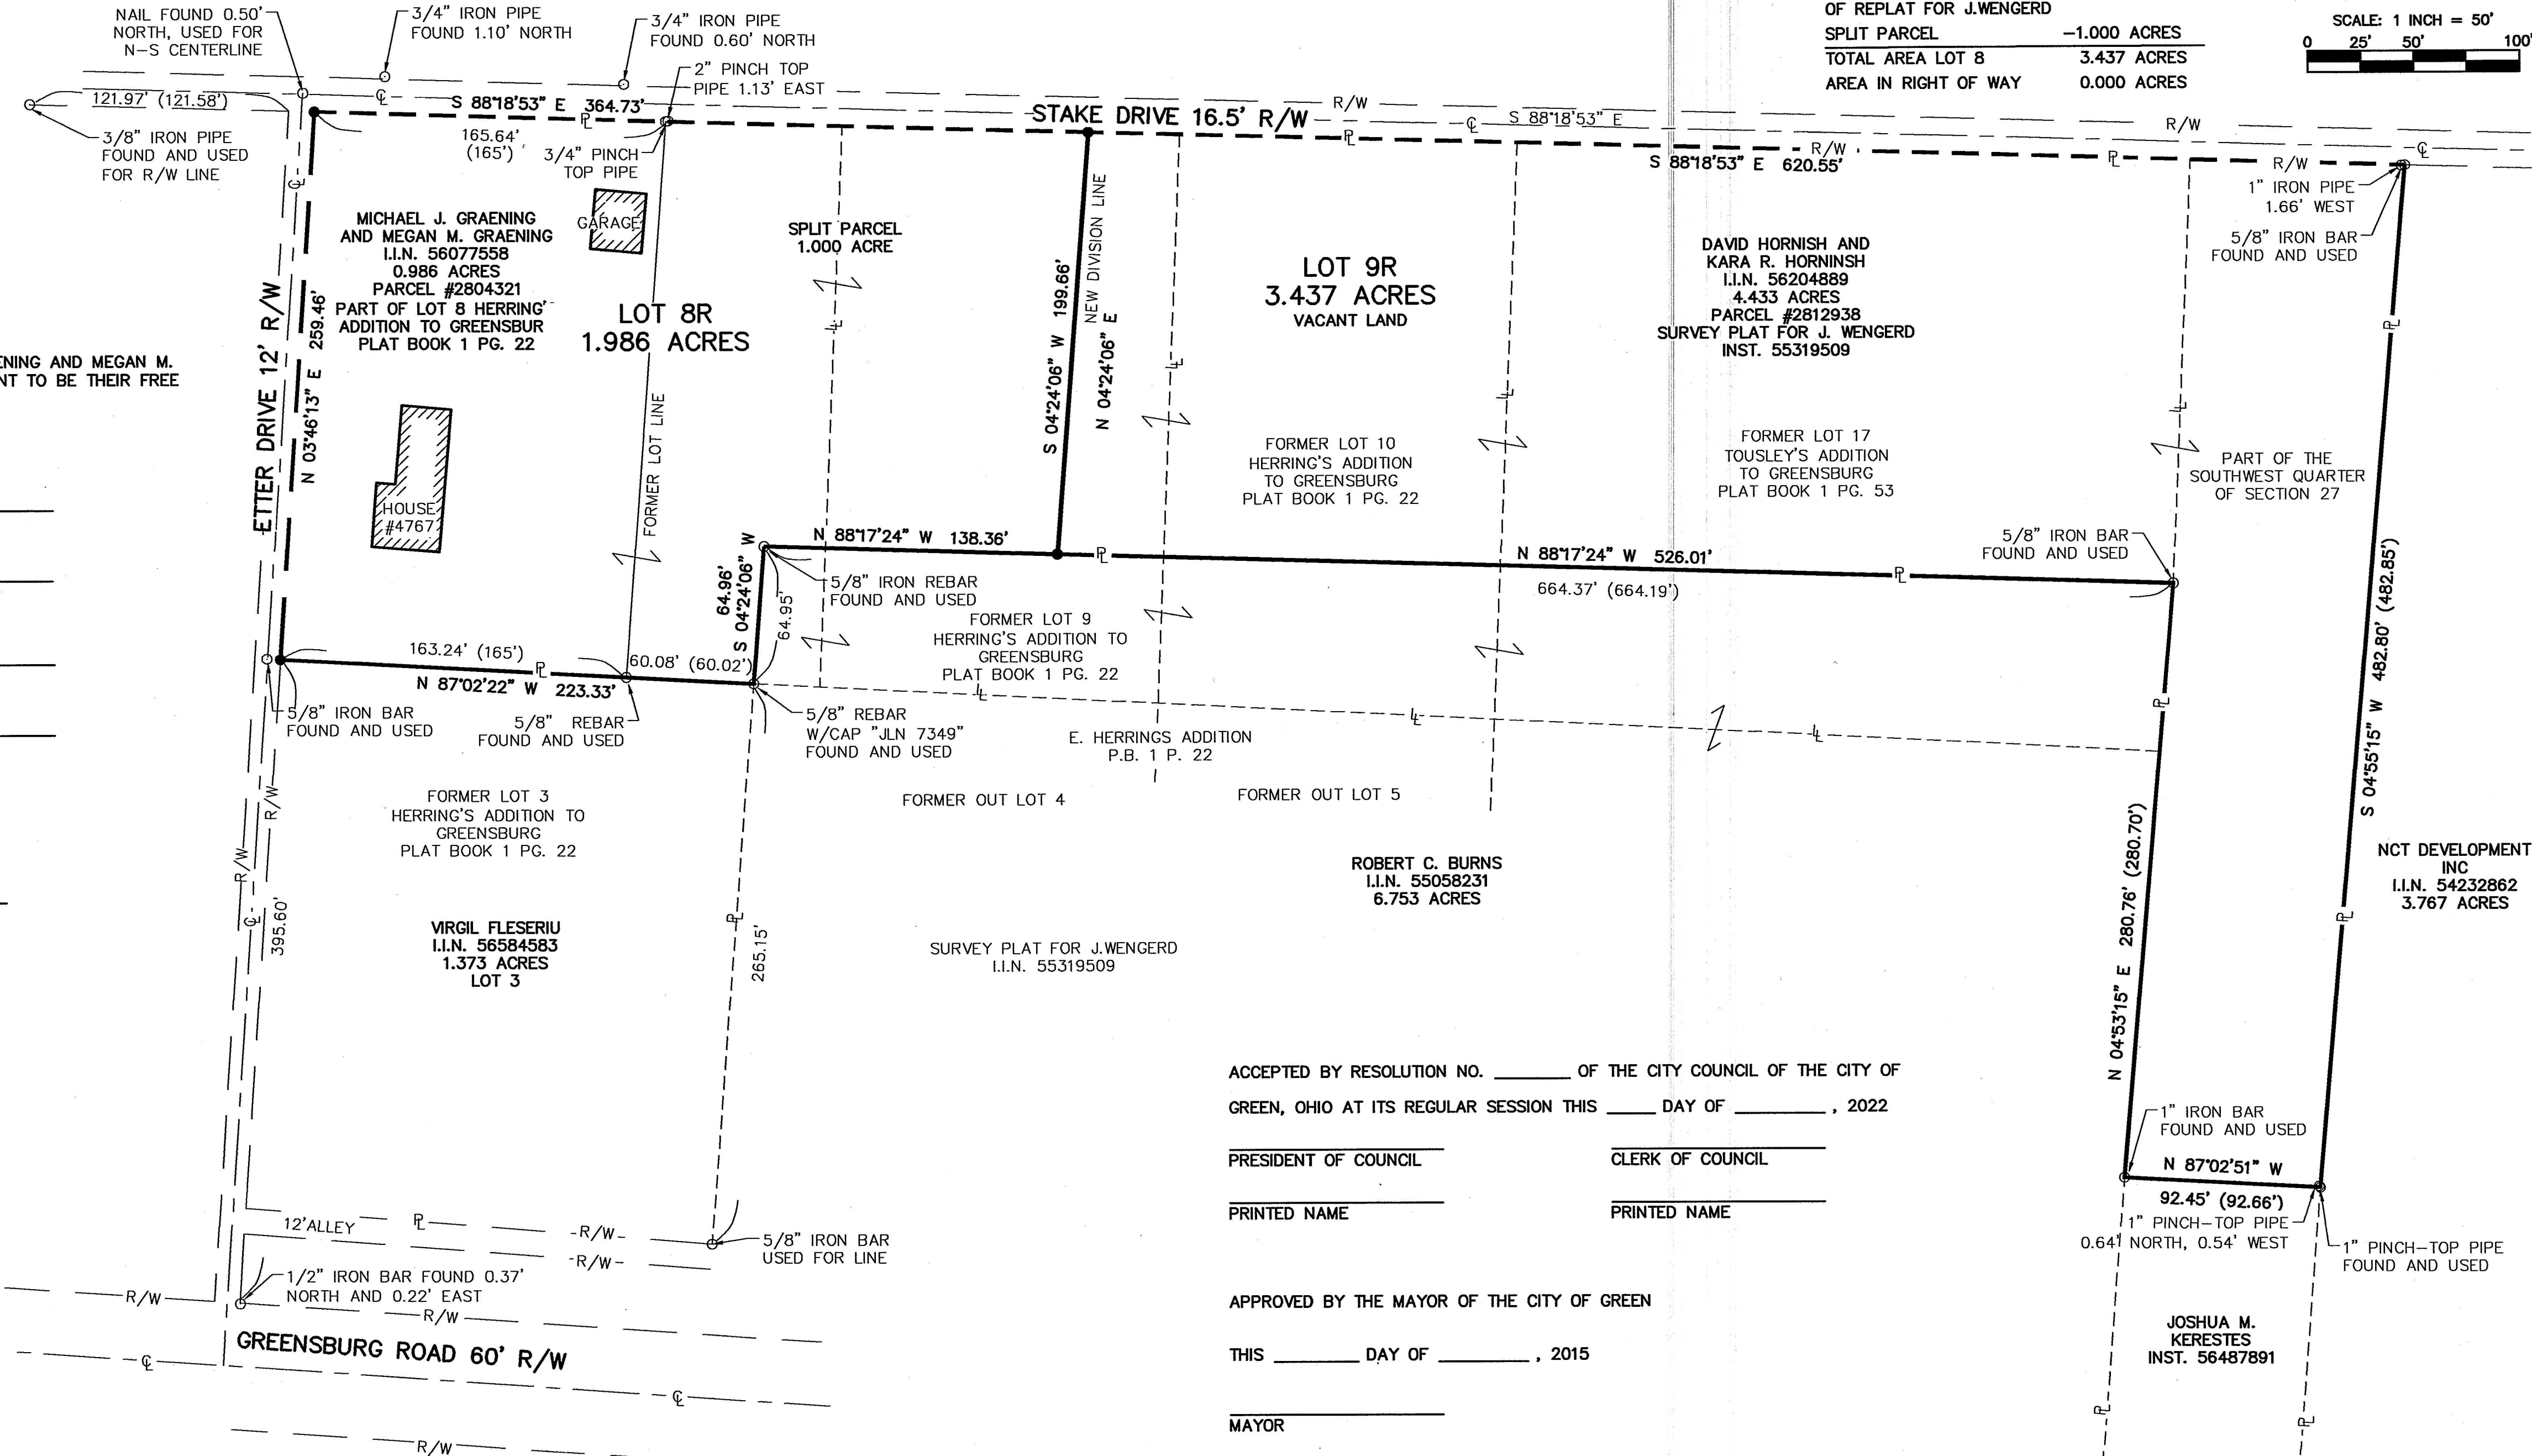 NAIL FOUND 0.50'
NORTH, USED FOR
N-S CENTERLINE
3/4" IRON PIPE
FOUND 1.10' NORTH
3/4" IRON PIPE
FOUND 0.60' NORTH
2" PINCH TOP
PIPE 1.13' EAST
OF REPLAT FOR J.WENGERD
SPLIT PARCEL -1.000 ACRES
TOTAL AREA LOT 8 3.437 ACRES
AREA IN RIGHT OF WAY 0.000 ACRES
SCALE: 1 INCH = 50'
0 25' 50' 100'
121.97' (121.58')
3/8" IRON PIPE
FOUND AND USED
FOR R/W LINE
S 88°18'53" E 364.73'
165.64'
(165')
3/4" PINCH
TOP PIPE
STAKE DRIVE 16.5' R/W
R/W
S 88°18'53" E
R/W
R/W
S 88°18'53" E 620.55'
R/W
1" IRON PIPE
1.66' WEST
5/8" IRON BAR
FOUND AND USED
MICHAEL J. GRAENING
AND MEGAN M. GRAENING
I.I.N. 56077558
0.986 ACRES
PARCEL #2804321
PART OF LOT 8 HERRING'
ADDITION TO GREENSBUR
PLAT BOOK 1 PG. 22
GARAGE
LOT 8R
1.986 ACRES
SPLIT PARCEL
1.000 ACRE
S 04°24'06" W 199.66'
NEW DIVISION LINE
N 04°24'06" E
LOT 9R
3.437 ACRES
VACANT LAND
DAVID HORNISH AND
KARA R. HORNINSH
I.I.N. 56204889
4.433 ACRES
PARCEL #2812938
SURVEY PLAT FOR J. WENGERD
INST. 55319509
ENING AND MEGAN M.
NT TO BE THEIR FREE
ETTER DRIVE 12' R/W
N 03°46'13" E 259.46'
HOUSE
#4767
FORMER LOT LINE
FORMER LOT 10
HERRING'S ADDITION
TO GREENSBURG
PLAT BOOK 1 PG. 22
FORMER LOT 17
TOUSLEY'S ADDITION
TO GREENSBURG
PLAT BOOK 1 PG. 53
PART OF THE
SOUTHWEST QUARTER
OF SECTION 27
5/8" IRON BAR
FOUND AND USED
N 88°17'24" W 138.36'
N 88°17'24" W 526.01'
664.37' (664.19')
5/8" IRON REBAR
FOUND AND USED
64.96'
S 04°24'06" W
64.95'
FORMER LOT 9
HERRING'S ADDITION TO
GREENSBURG
PLAT BOOK 1 PG. 22
163.24' (165')
60.08' (60.02')
N 87°02'22" W 223.33'
5/8" IRON BAR
FOUND AND USED
5/8" REBAR
FOUND AND USED
5/8" REBAR
W/CAP "JLN 7349"
FOUND AND USED
E. HERRINGS ADDITION
P.B. 1 P. 22
S 04°55'15" W 482.80' (482.85')
FORMER LOT 3
HERRING'S ADDITION TO
GREENSBURG
PLAT BOOK 1 PG. 22
FORMER OUT LOT 4
FORMER OUT LOT 5
R/W
R/W
395.60'
VIRGIL FLESERIU
I.I.N. 56584583
1.373 ACRES
LOT 3
265.15'
SURVEY PLAT FOR J.WENGERD
I.I.N. 55319509
ROBERT C. BURNS
I.I.N. 55058231
6.753 ACRES
N 04°53'15" E 280.76' (280.70')
NCT DEVELOPMENT
INC
I.I.N. 54232862
3.767 ACRES
ACCEPTED BY RESOLUTION NO. ________ OF THE CITY COUNCIL OF THE CITY OF
GREEN, OHIO AT ITS REGULAR SESSION THIS _____ DAY OF _________ , 2022
PRESIDENT OF COUNCIL
CLERK OF COUNCIL
PRINTED NAME
PRINTED NAME
1" IRON BAR
FOUND AND USED
N 87°02'51" W
92.45' (92.66')
1" PINCH-TOP PIPE
0.64' NORTH, 0.54' WEST
1" PINCH-TOP PIPE
FOUND AND USED
12'ALLEY
R/W
R/W
5/8" IRON BAR
USED FOR LINE
1/2" IRON BAR FOUND 0.37'
NORTH AND 0.22' EAST
R/W
R/W
GREENSBURG ROAD 60' R/W
R/W
APPROVED BY THE MAYOR OF THE CITY OF GREEN
THIS ________ DAY OF _________ , 2015
MAYOR
JOSHUA M.
KERESTES
INST. 56487891